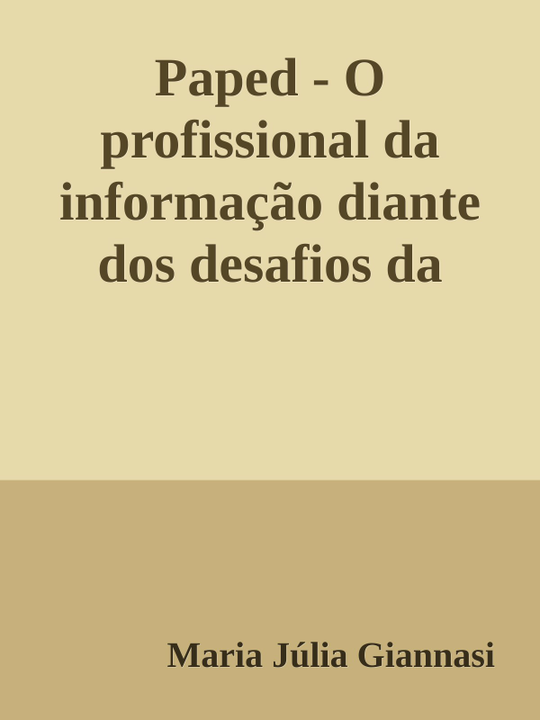 Paped - O
profissional da
informação diante
dos desafios da
Maria Júlia Giannasi